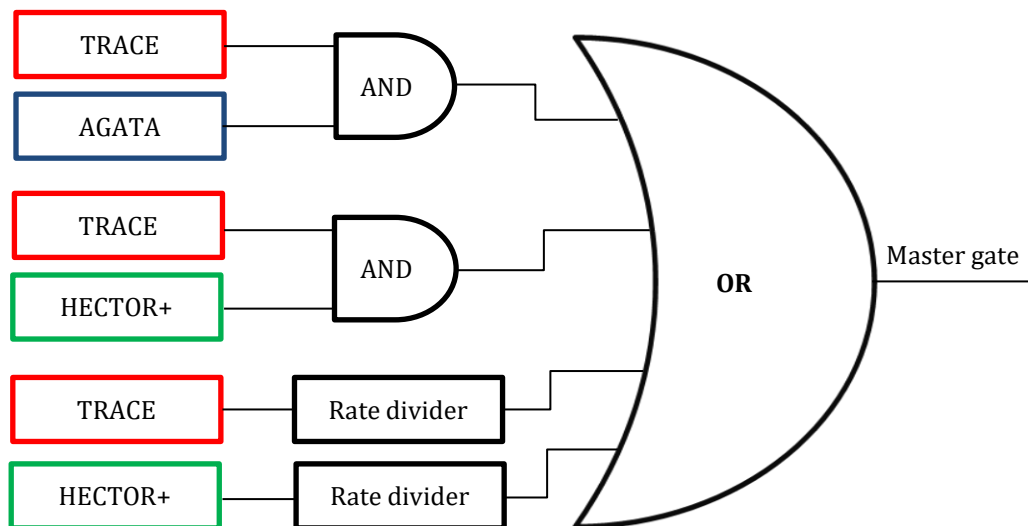 TRACE
AND
AGATA
TRACE
AND
HECTOR+
Master gate
OR
TRACE
Rate divider
HECTOR+
Rate divider